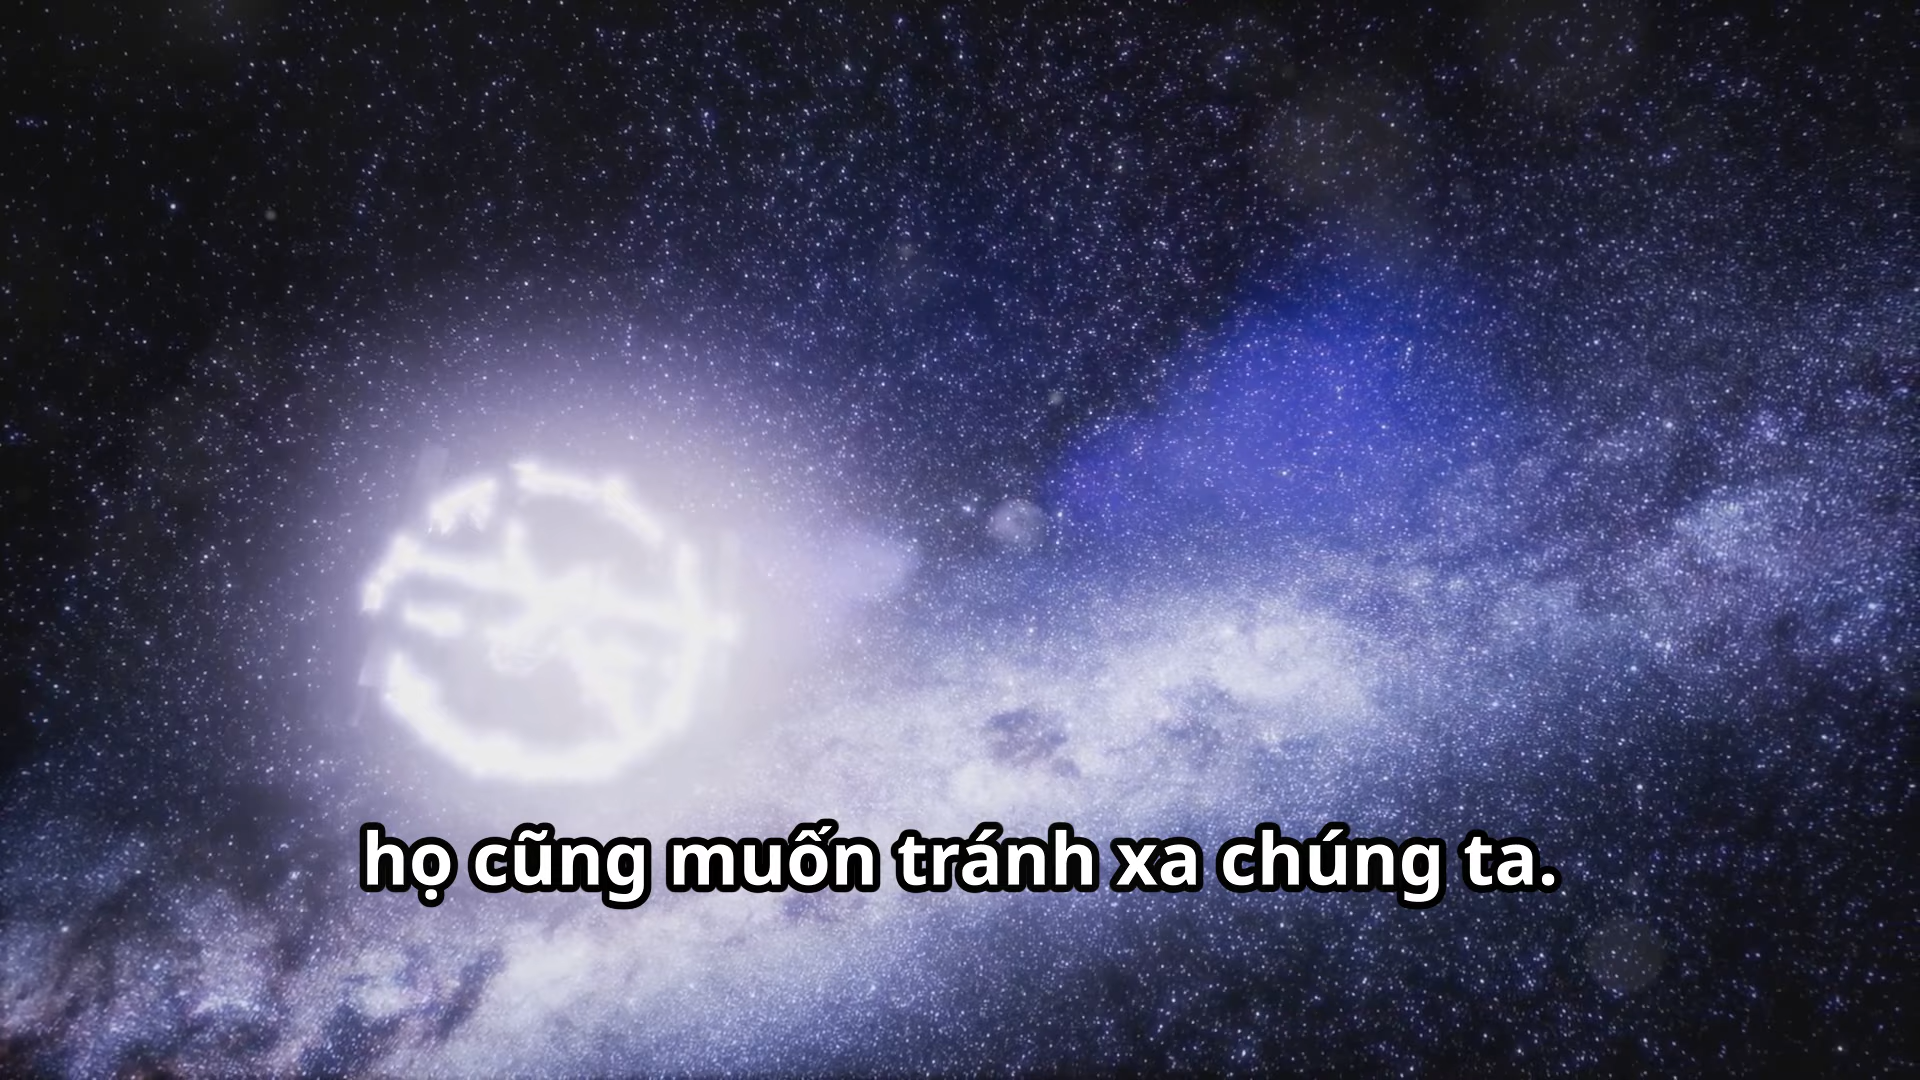 họ cũng muốn tránh xa chúng ta.